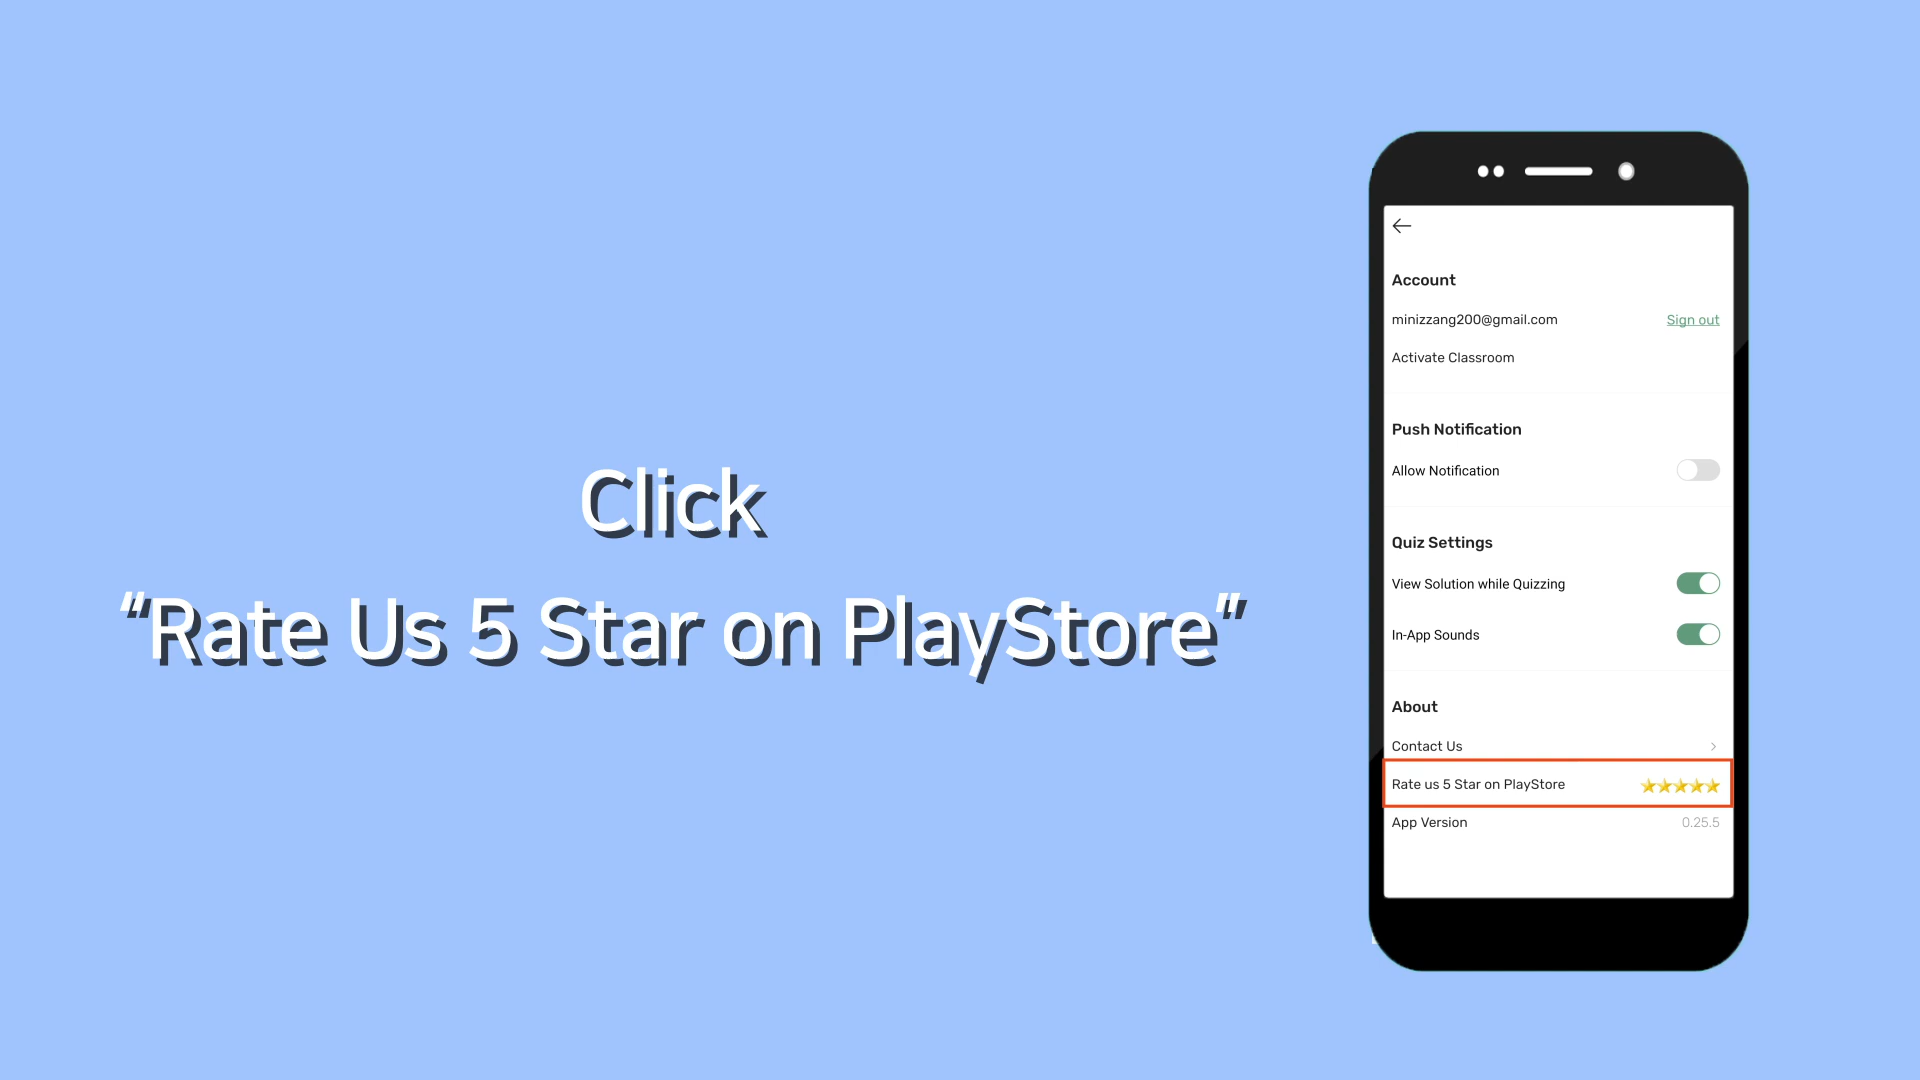 Click
“Rate Us 5 Star on PlayStore”
Account
minizzang200@gmail.com Sign out
Activate Classroom
Push Notification
Allow Notification
Quiz Settings
View Solution while Quizzing
In-App Sounds
About
Contact Us
Rate us 5 Star on PlayStore
App Version 0.25.5